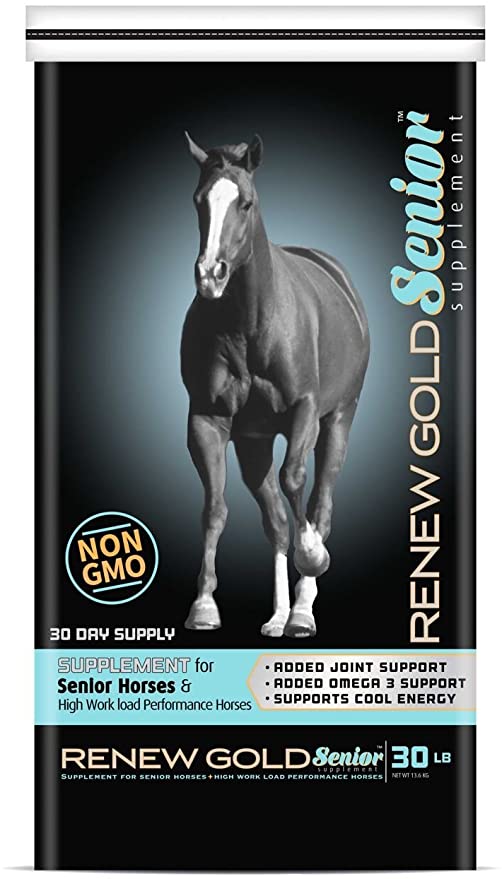 RENEW GOLD Senior™
supplement
NON
GMO
30 DAY SUPPLY
SUPPLEMENT for
Senior Horses &
High Work load Performance Horses
• ADDED JOINT SUPPORT
• ADDED OMEGA 3 SUPPORT
• SUPPORTS COOL ENERGY
RENEW GOLD Senior™ 30 LB
supplement
SUPPLEMENT FOR SENIOR HORSES + HIGH WORK LOAD PERFORMANCE HORSES
NET WT 13.6 KG